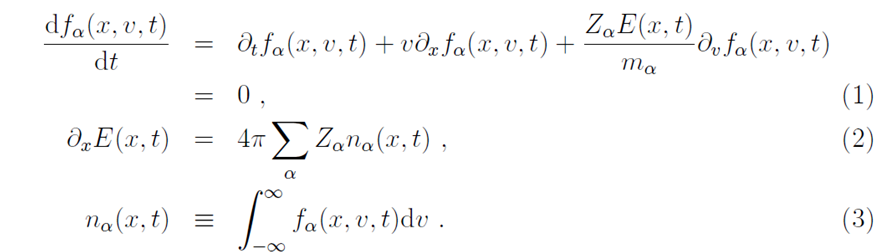 df_α(x, v, t)/dt = ∂_t f_α(x, v, t) + v∂_x f_α(x, v, t) + Z_αE(x, t)/m_α ∂_v f_α(x, v, t)
= 0 , (1)
∂_x E(x, t) = 4π ∑_α Z_α n_α(x, t) , (2)
n_α(x, t) ≡ ∫_{-∞}^{∞} f_α(x, v, t)dv . (3)